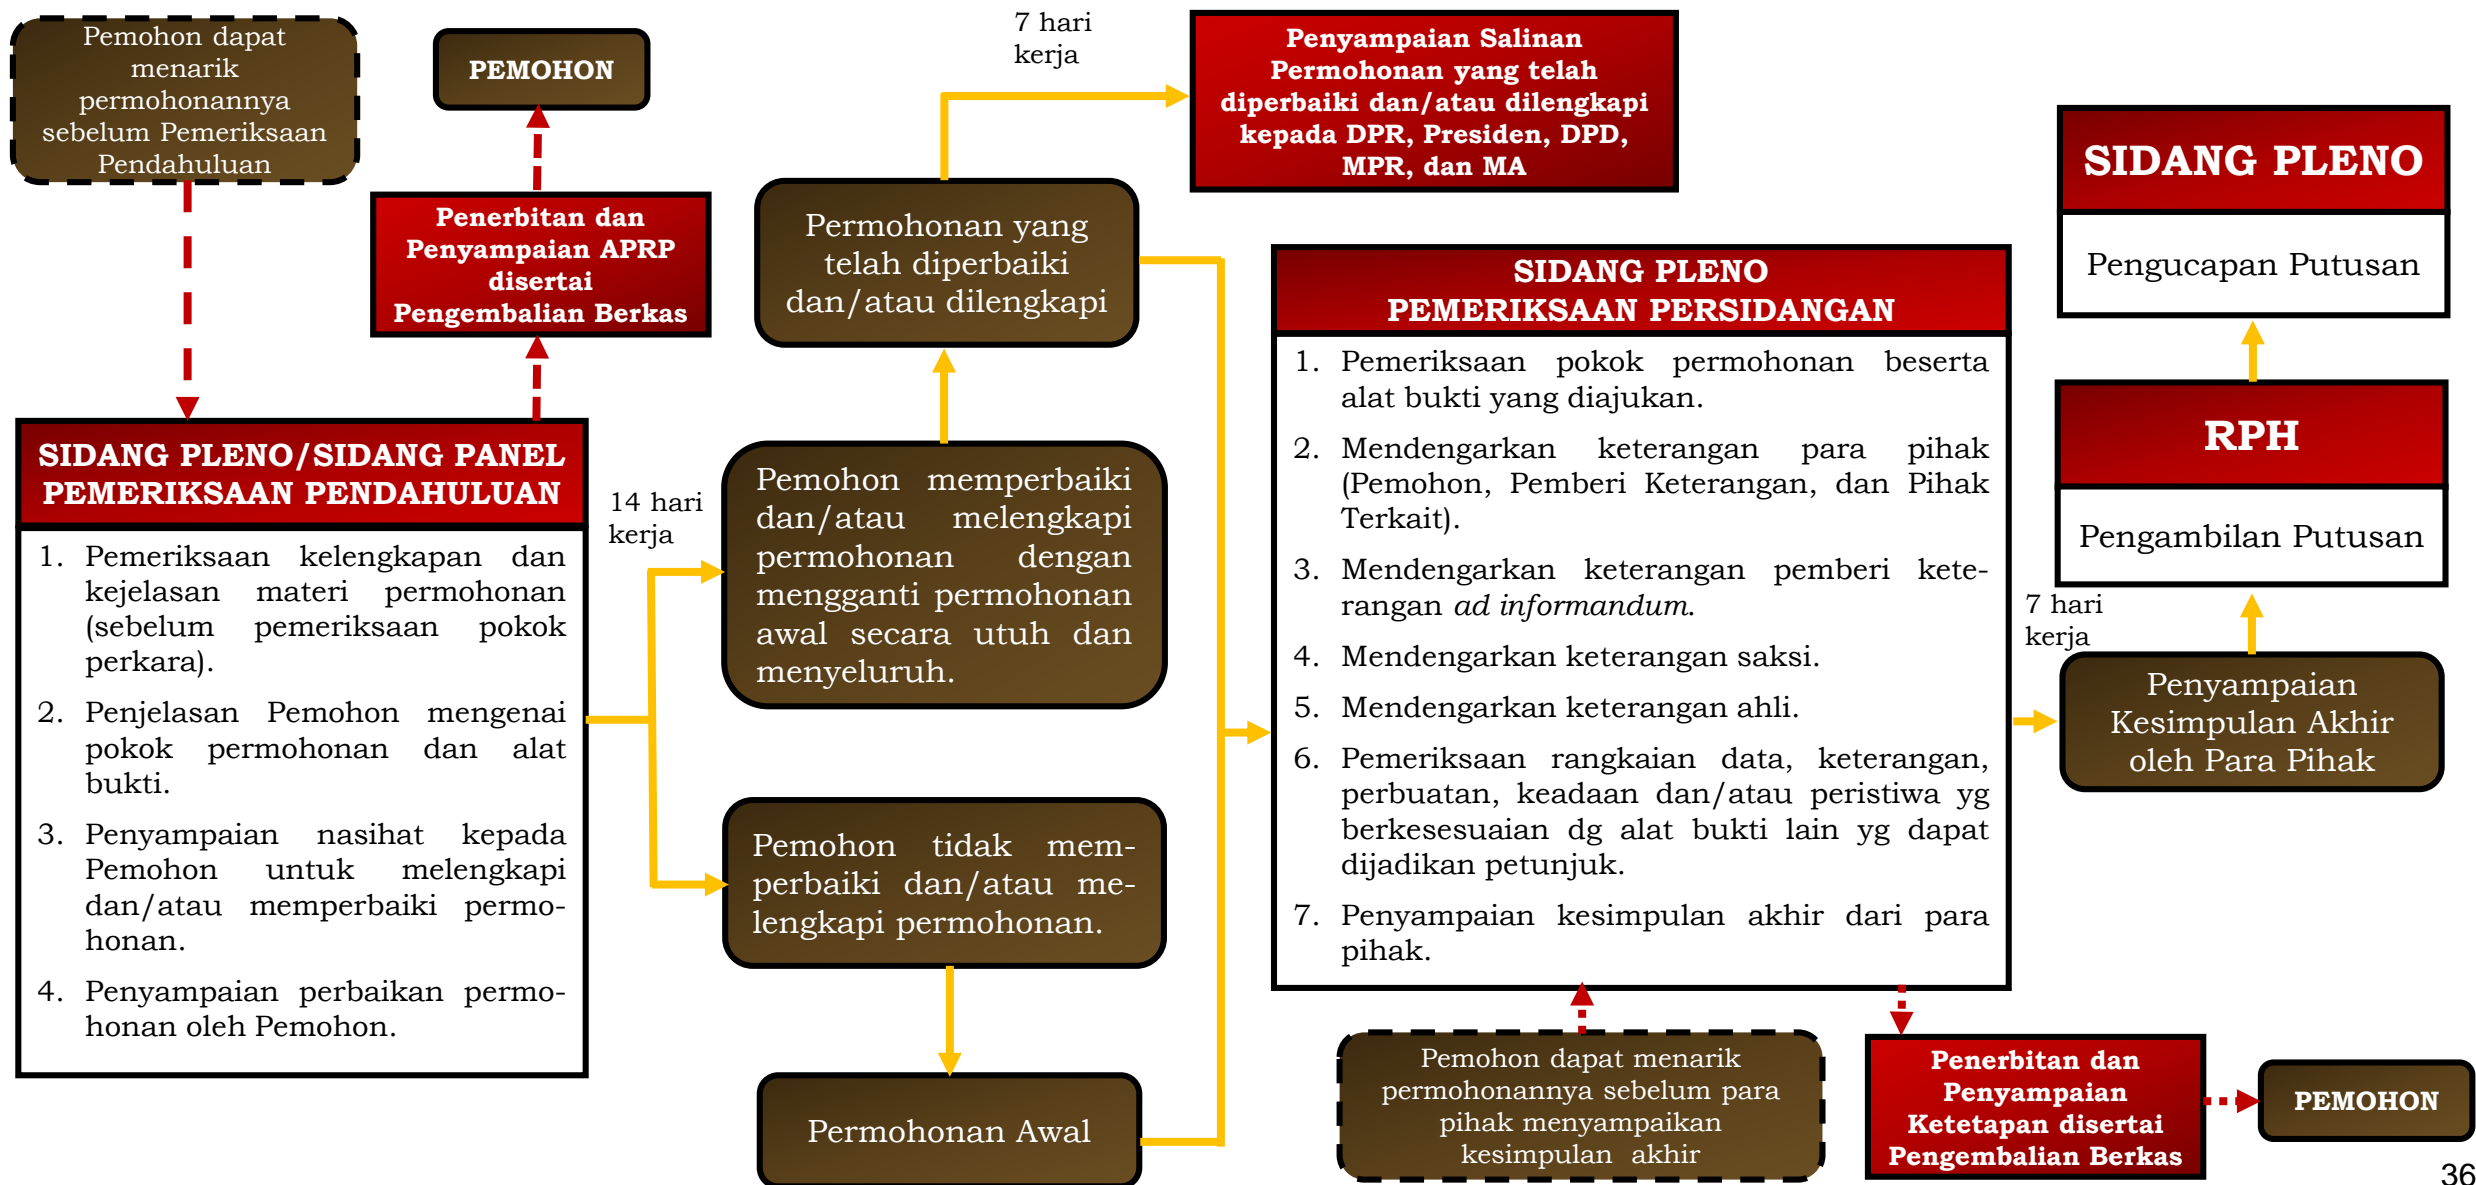 Pemohon dapat
menarik
permohonannya
sebelum Pemeriksaan
Pendahuluan
PEMOHON
Penerbitan dan
Penyampaian APRP
disertai
Pengembalian Berkas
SIDANG PLENO/SIDANG PANEL
PEMERIKSAAN PENDAHULUAN
1. Pemeriksaan kelengkapan dan
kejelasan materi permohonan
(sebelum pemeriksaan pokok
perkara).
2. Penjelasan Pemohon mengenai
pokok permohonan dan alat
bukti.
3. Penyampaian nasihat kepada
Pemohon untuk melengkapi
dan/atau memperbaiki permo-
honan.
4. Penyampaian perbaikan permo-
honan oleh Pemohon.
14 hari
kerja
Pemohon memperbaiki
dan/atau melengkapi
permohonan dengan
mengganti permohonan
awal secara utuh dan
menyeluruh.
Permohonan yang
telah diperbaiki
dan/atau dilengkapi
7 hari
kerja
Penyampaian Salinan
Permohonan yang telah
diperbaiki dan/atau dilengkapi
kepada DPR, Presiden, DPD,
MPR, dan MA
Pemohon tidak mem-
perbaiki dan/atau me-
lengkapi permohonan.
Permohonan Awal
SIDANG PLENO
PEMERIKSAAN PERSIDANGAN
1. Pemeriksaan pokok permohonan beserta
alat bukti yang diajukan.
2. Mendengarkan keterangan para pihak
(Pemohon, Pemberi Keterangan, dan Pihak
Terkait).
3. Mendengarkan keterangan pemberi kete-
rangan ad informandum.
4. Mendengarkan keterangan saksi.
5. Mendengarkan keterangan ahli.
6. Pemeriksaan rangkaian data, keterangan,
perbuatan, keadaan dan/atau peristiwa yg
berkesesuaian dg alat bukti lain yg dapat
dijadikan petunjuk.
7. Penyampaian kesimpulan akhir dari para
pihak.
Pemohon dapat menarik
permohonannya sebelum para
pihak menyampaikan
kesimpulan akhir
Penerbitan dan
Penyampaian
Ketetapan disertai
Pengembalian Berkas
PEMOHON
Penyampaian
Kesimpulan Akhir
oleh Para Pihak
7 hari
kerja
RPH
Pengambilan Putusan
SIDANG PLENO
Pengucapan Putusan
36